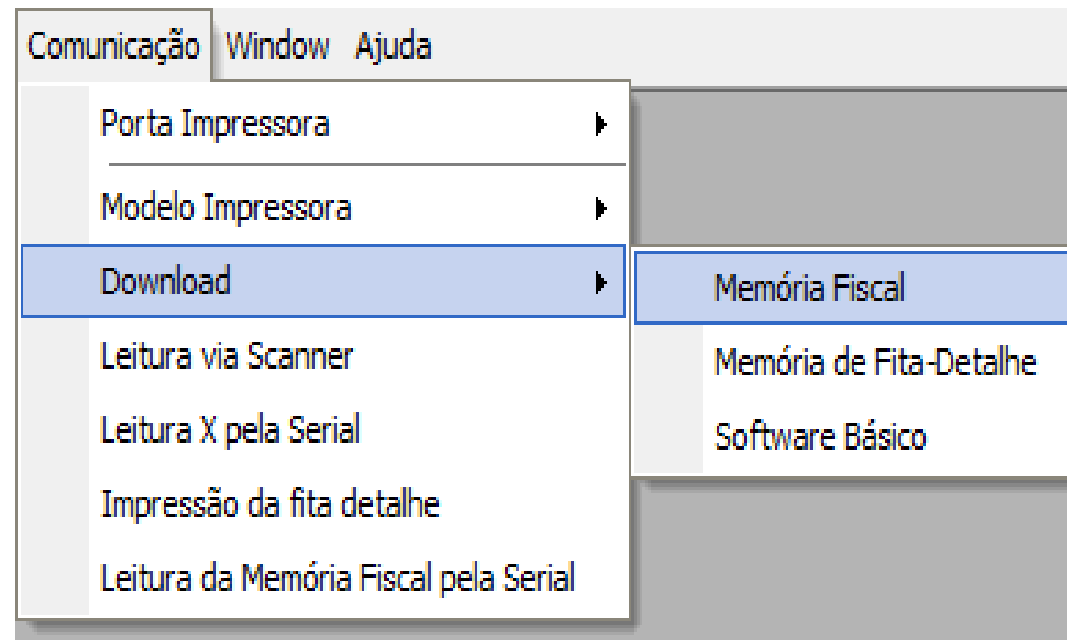 Comunicação Window Ajuda
Porta Impressora
Modelo Impressora
Download
Memória Fiscal
Memória de Fita-Detalhe
Software Básico
Leitura via Scanner
Leitura X pela Serial
Impressão da fita detalhe
Leitura da Memória Fiscal pela Serial